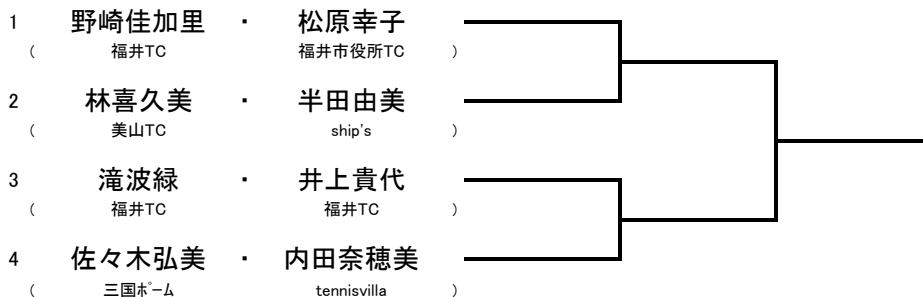 1 野崎佳加里 ・ 松原幸子
( 福井TC 福井市役所TC )
2 林喜久美 ・ 半田由美
( 美山TC ship's )
3 滝波緑 ・ 井上貴代
( 福井TC 福井TC )
4 佐々木弘美 ・ 内田奈穂美
( 三国ﾎﾞｰﾑ tennisvilla )